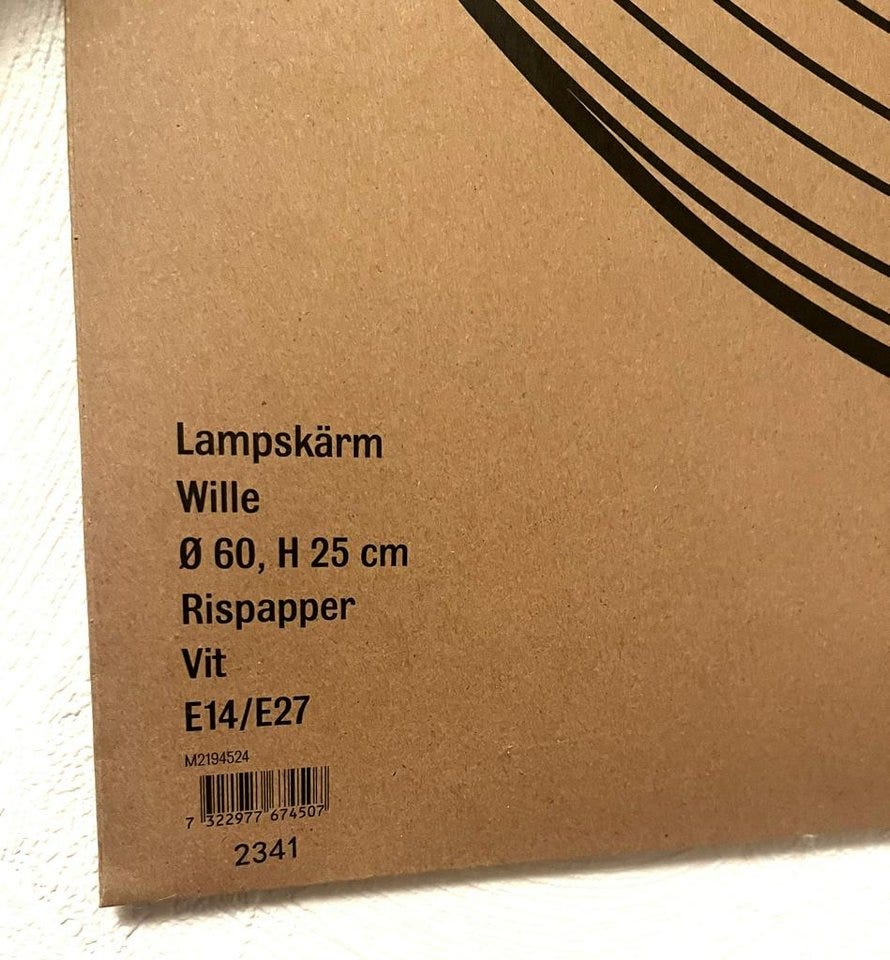 Lampskärm
Wille
Ø 60, H 25 cm
Rispapper
Vit
E14/E27
M2194524
7 322977 674507
2341